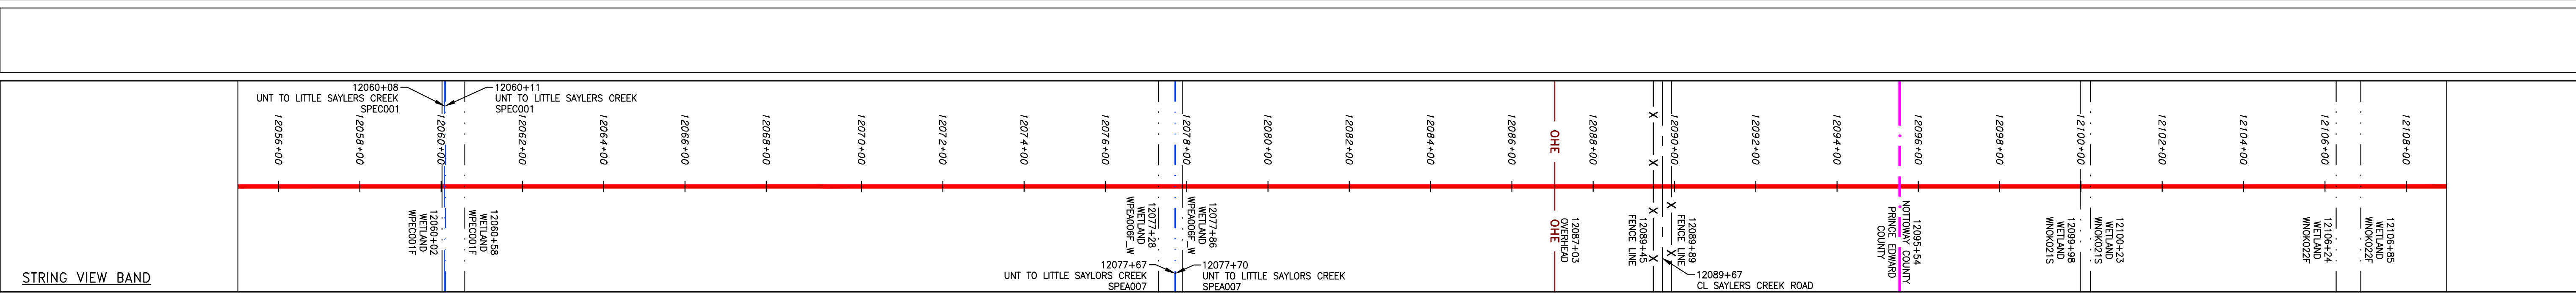 12060+08
UNT TO LITTLE SAYLERS CREEK
SPEC001
12060+11
UNT TO LITTLE SAYLERS CREEK
SPEC001
12056+00
12058+00
12060+00
12062+00
12064+00
12066+00
12068+00
12070+00
12072+00
12074+00
12076+00
12078+00
12080+00
12082+00
12084+00
12086+00
OHE
12088+00
X
X
12090+00
12092+00
12094+00
12096+00
12098+00
12100+00
12102+00
12104+00
12106+00
12108+00
12060+02
WETLAND
WPEC001F
12060+58
WETLAND
WPEC001F
12077+28
WETLAND
WPEA006F_W
12077+86
WETLAND
WPEA006F_W
12077+67
UNT TO LITTLE SAYLORS CREEK
SPEA007
12077+70
UNT TO LITTLE SAYLORS CREEK
SPEA007
OHE
12087+03
OVERHEAD
X
X
12089+45
FENCE LINE
X
X
12089+89
FENCE LINE
12089+67
CL SAYLERS CREEK ROAD
12095+54
NOTTOWAY COUNTY
PRINCE EDWARD
COUNTY
12099+98
WETLAND
WNOK021S
12100+23
WETLAND
WNOK021S
12106+24
WETLAND
WNOK022F
12106+85
WETLAND
WNOK022F
STRING VIEW BAND